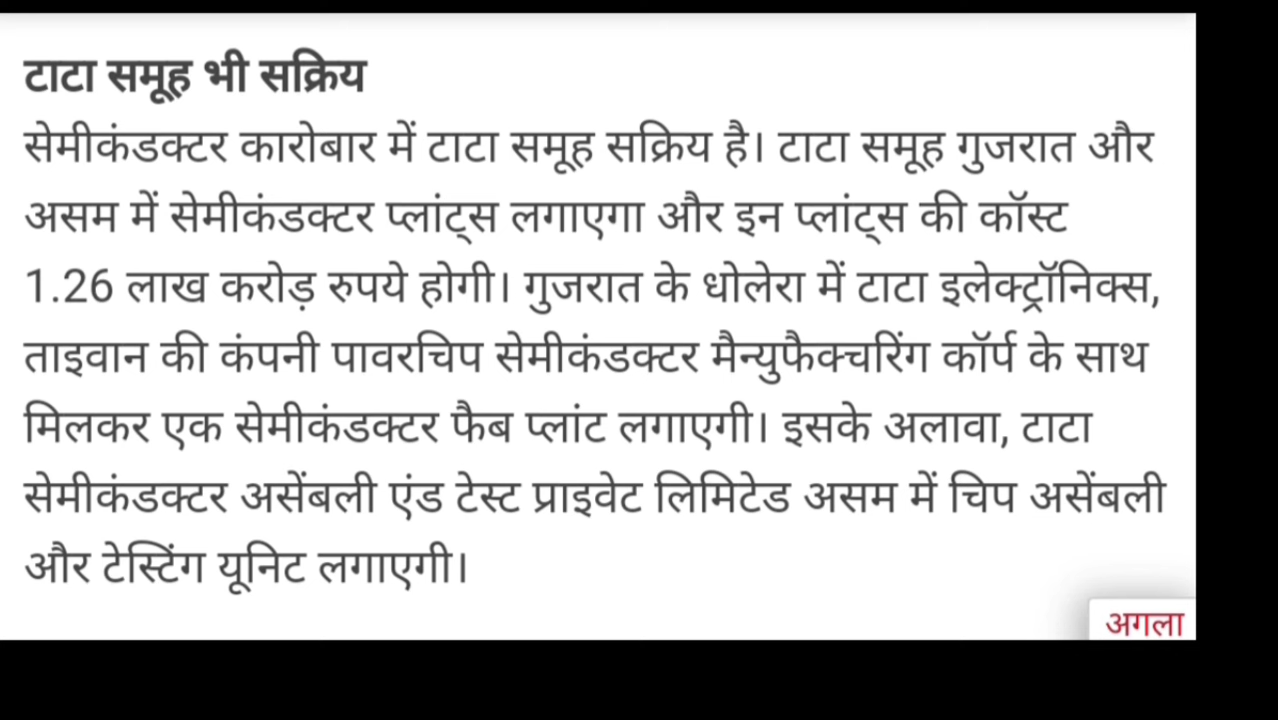 टाटा समूह भी सक्रिय
सेमीकंडक्टर कारोबार में टाटा समूह सक्रिय है। टाटा समूह गुजरात और
असम में सेमीकंडक्टर प्लांट्स लगाएगा और इन प्लांट्स की कॉस्ट
1.26 लाख करोड़ रुपये होगी। गुजरात के धोलेरा में टाटा इलेक्ट्रॉनिक्स,
ताइवान की कंपनी पावरचिप सेमीकंडक्टर मैन्युफैक्चरिंग कॉर्प के साथ
मिलकर एक सेमीकंडक्टर फैब प्लांट लगाएगी। इसके अलावा, टाटा
सेमीकंडक्टर असेंबली एंड टेस्ट प्राइवेट लिमिटेड असम में चिप असेंबली
और टेस्टिंग यूनिट लगाएगी।
अगला